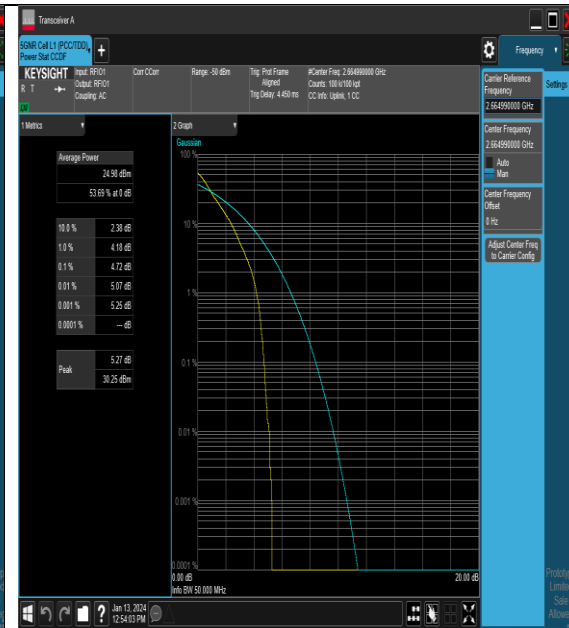 Transceiver A
5GNR Cell L1 (PCC/TDD),
Power Stat CCDF
+
Frequency
KEYSIGHT
R T
Input: RFIO1
Output: RFIO1
Coupling: AC
Corr CCorr
Range: -50 dBm
Trig: Prot Frame
Aligned
Trig Delay: 4.450 ms
#Center Freq: 2.664990000 GHz
Counts: 100 k/100 kpt
CC Info: Uplink, 1 CC
Carrier Reference
Frequency
2.664990000 GHz
Settings
Center Frequency
2.664990000 GHz
Auto
Man
Center Frequency
Offset
0 Hz
Adjust Center Freq
to Carrier Config
1 Metrics
Average Power
24.98 dBm
53.69 % at 0 dB
10.0 % 2.38 dB
1.0 % 4.18 dB
0.1 % 4.72 dB
0.01 % 5.07 dB
0.001 % 5.25 dB
0.0001 % --- dB
Peak
5.27 dB
30.25 dBm
2 Graph
Gaussian
100 %
10 %
1 %
0.1 %
0.01 %
0.001 %
0.0001 %
0.00 dB
20.00 dB
Info BW 50.000 MHz
?
Jan 13, 2024
12:54:03 PM